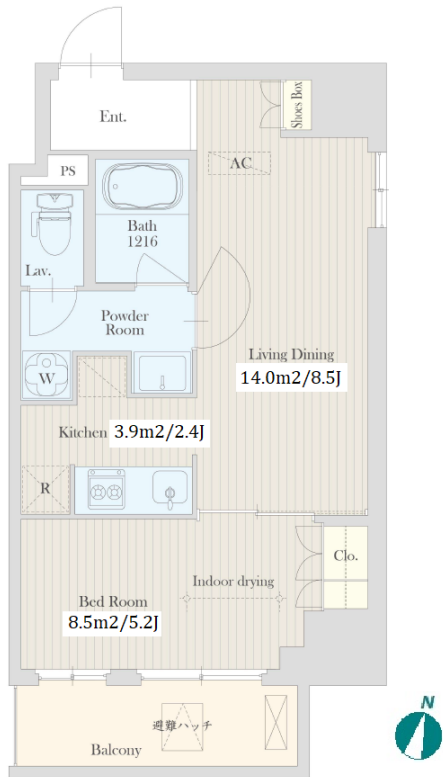 Ent.
Shoes Box
PS
AC
Bath
1216
Lav.
Powder
Room
Living Dining
14.0m2/8.5J
W
Kitchen 3.9m2/2.4J
R
Clo.
Indoor drying
Bed Room
8.5m2/5.2J
N
避難ハッチ
Balcony